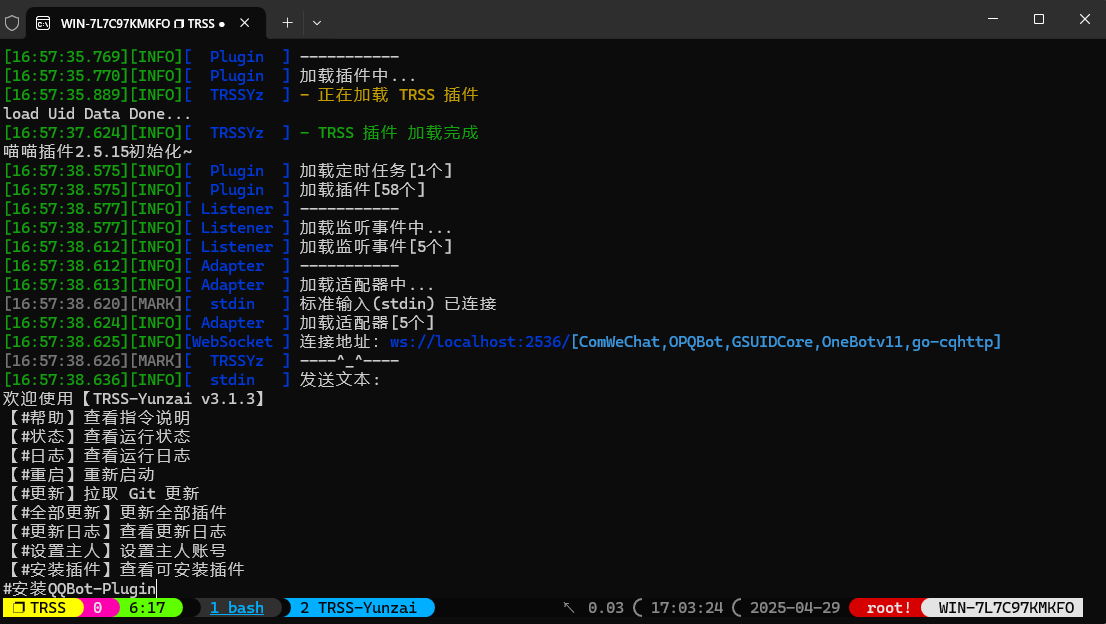 WIN-7L7C97KMKFO ❐ TRSS ●
[16:57:35.769][INFO][  Plugin  ] -----------
[16:57:35.770][INFO][  Plugin  ] 加载插件中...
[16:57:35.889][INFO][  TRSSYz  ] - 正在加载 TRSS 插件
load Uid Data Done...
[16:57:37.624][INFO][  TRSSYz  ] - TRSS 插件 加载完成
喵喵插件2.5.15初始化~
[16:57:38.575][INFO][  Plugin  ] 加载定时任务[1个]
[16:57:38.575][INFO][  Plugin  ] 加载插件[58个]
[16:57:38.577][INFO][ Listener ] -----------
[16:57:38.577][INFO][ Listener ] 加载监听事件中...
[16:57:38.612][INFO][ Listener ] 加载监听事件[5个]
[16:57:38.612][INFO][ Adapter  ] -----------
[16:57:38.613][INFO][ Adapter  ] 加载适配器中...
[16:57:38.620][MARK][  stdin   ] 标准输入(stdin) 已连接
[16:57:38.624][INFO][ Adapter  ] 加载适配器[5个]
[16:57:38.625][INFO][WebSocket ] 连接地址: ws://localhost:2536/[ComWeChat,OPQBot,GSUIDCore,OneBotv11,go-cqhttp]
[16:57:38.626][MARK][  TRSSYz  ] ----^_^----
[16:57:38.636][INFO][  stdin   ] 发送文本:
欢迎使用【TRSS-Yunzai v3.1.3】
【#帮助】查看指令说明
【#状态】查看运行状态
【#日志】查看运行日志
【#重启】重新启动
【#更新】拉取 Git 更新
【#全部更新】更新全部插件
【#更新日志】查看更新日志
【#设置主人】设置主人账号
【#安装插件】查看可安装插件
#安装QQBot-Plugin
❐ TRSS 0 6:17 1 bash 2 TRSS-Yunzai ↖ 0.03 17:03:24 2025-04-29 root! WIN-7L7C97KMKFO